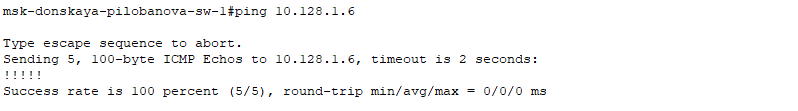 msk-donskaya-pilobanova-sw-1#ping 10.128.1.6
Type escape sequence to abort.
Sending 5, 100-byte ICMP Echos to 10.128.1.6, timeout is 2 seconds:
!!!!!
Success rate is 100 percent (5/5), round-trip min/avg/max = 0/0/0 ms